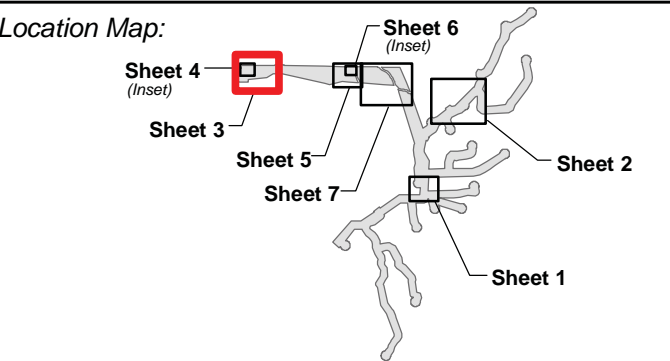 Location Map:
Sheet 6
(Inset)
Sheet 4
(Inset)
Sheet 3
Sheet 5
Sheet 2
Sheet 7
Sheet 1